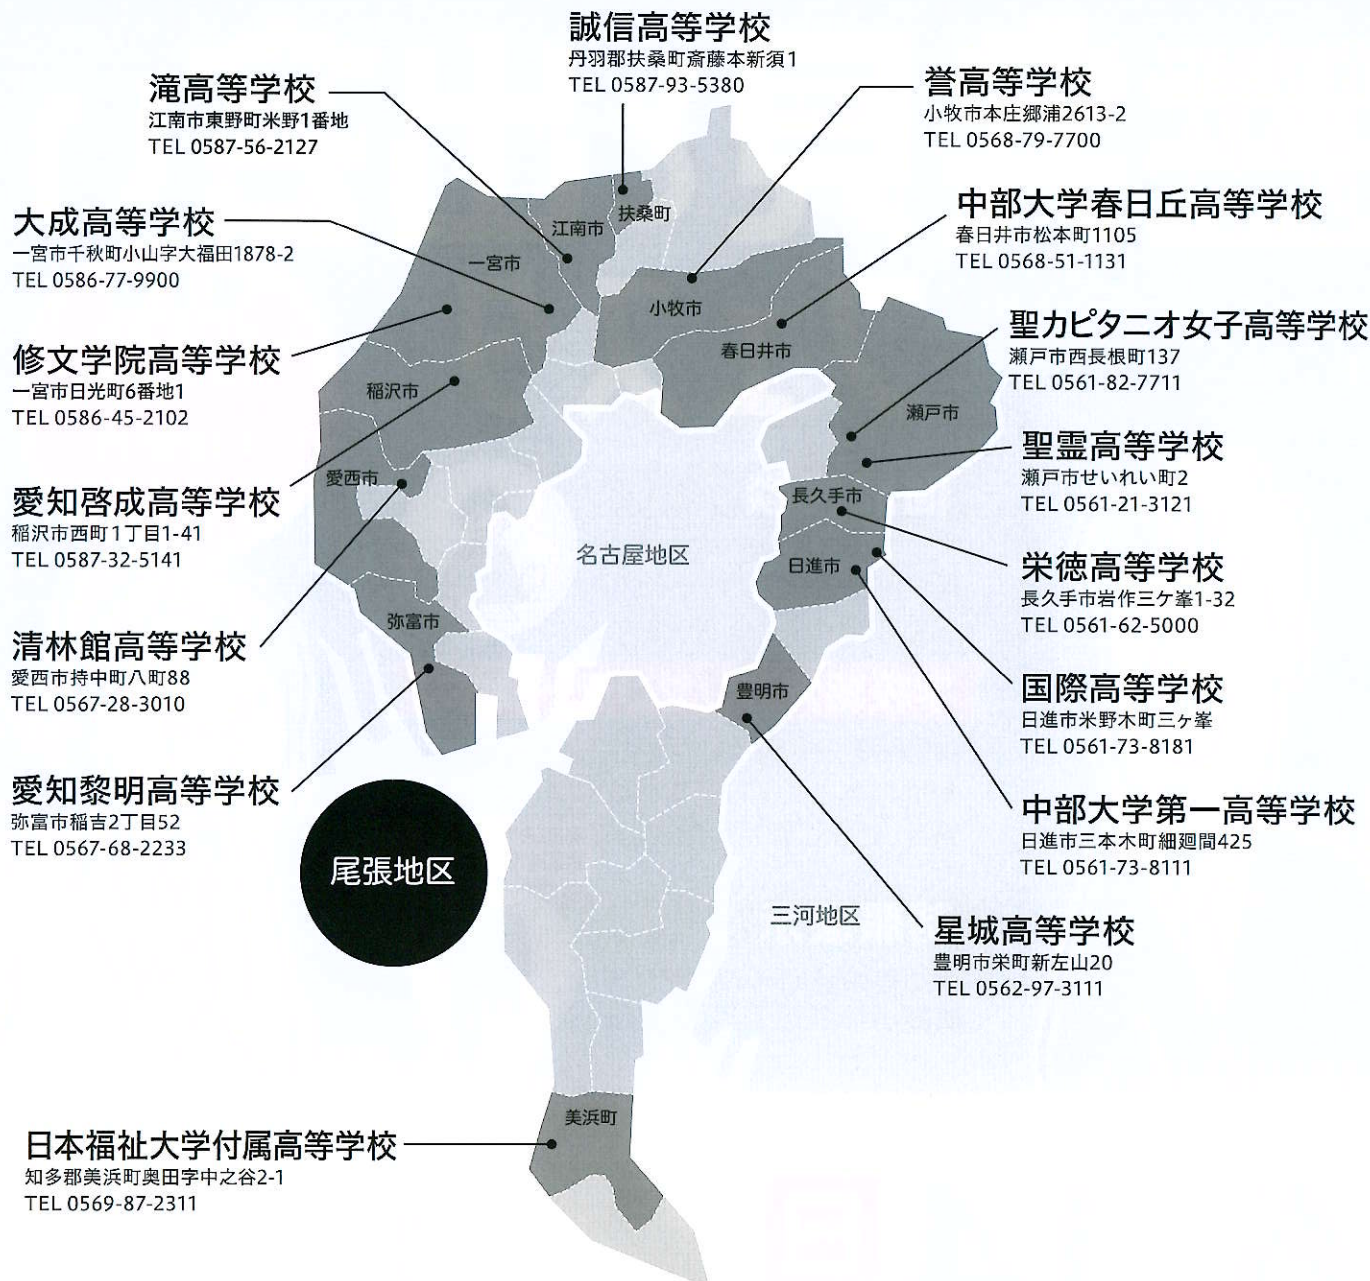 誠信高等学校
丹羽郡扶桑町斎藤本新須1
TEL 0587-93-5380
滝高等学校
江南市東野町米野1番地
TEL 0587-56-2127
誉高等学校
小牧市本庄郷浦2613-2
TEL 0568-79-7700
大成高等学校
一宮市千秋町小山字大福田1878-2
TEL 0586-77-9900
中部大学春日丘高等学校
春日井市松本町1105
TEL 0568-51-1131
修文学院高等学校
一宮市日光町6番地1
TEL 0586-45-2102
聖カピタニオ女子高等学校
瀬戸市西長根町137
TEL 0561-82-7711
愛知啓成高等学校
稲沢市西町1丁目1-41
TEL 0587-32-5141
聖霊高等学校
瀬戸市せいれい町2
TEL 0561-21-3121
栄徳高等学校
長久手市岩作三ケ峯1-32
TEL 0561-62-5000
清林館高等学校
愛西市持中町八町88
TEL 0567-28-3010
国際高等学校
日進市米野木町三ヶ峯
TEL 0561-73-8181
愛知黎明高等学校
弥富市稲吉2丁目52
TEL 0567-68-2233
中部大学第一高等学校
日進市三本木町細廻間425
TEL 0561-73-8111
星城高等学校
豊明市栄町新左山20
TEL 0562-97-3111
日本福祉大学付属高等学校
知多郡美浜町奥田字中之谷2-1
TEL 0569-87-2311
扶桑町
江南市
一宮市
小牧市
春日井市
稲沢市
瀬戸市
愛西市
長久手市
名古屋地区
日進市
弥富市
豊明市
尾張地区
三河地区
美浜町